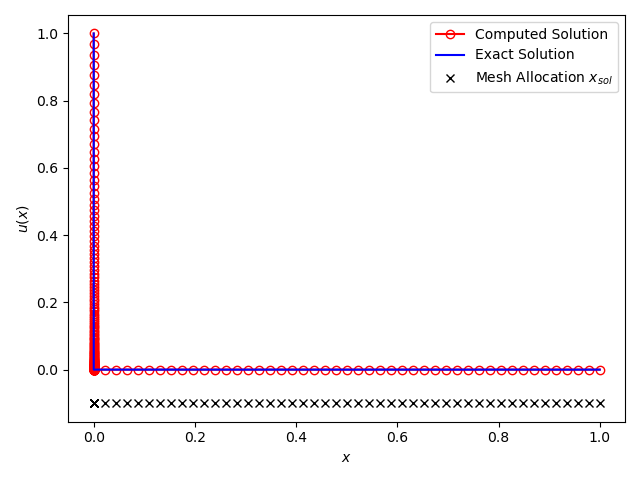 Computed Solution
Exact Solution
Mesh Allocation x_sol
1.0
0.8
0.6
0.4
0.2
0.0
u(x)
0.0 0.2 0.4 0.6 0.8 1.0
x